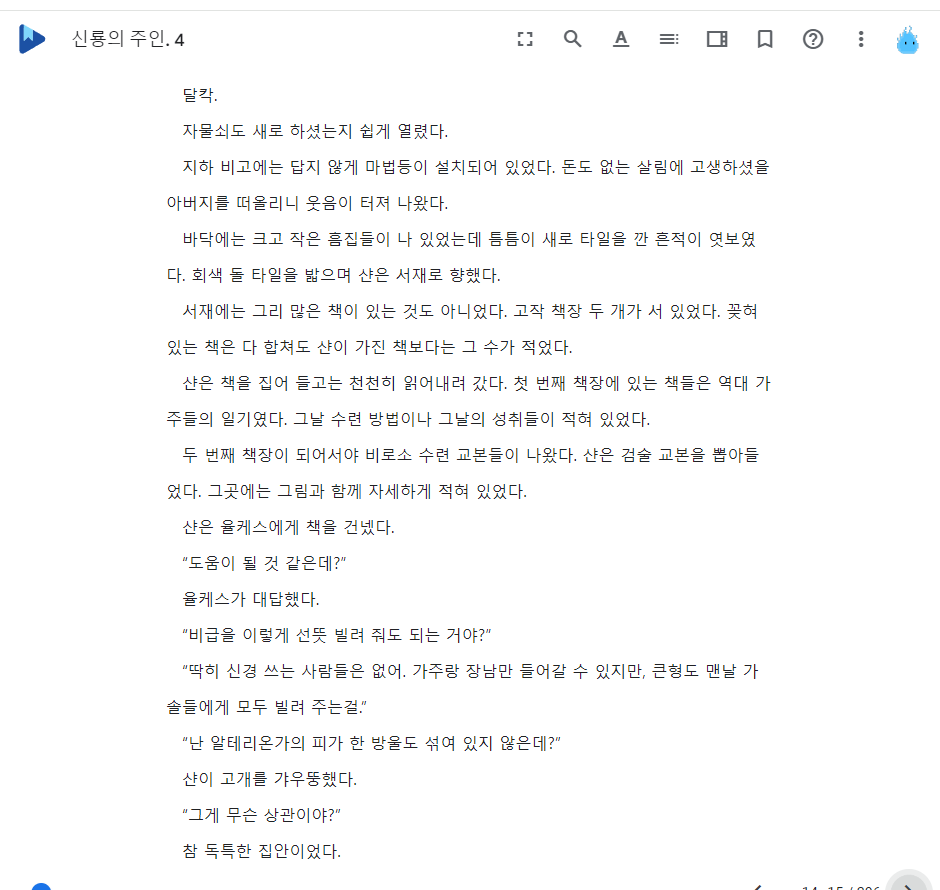 신룡의 주인. 4
달칵.
자물쇠도 새로 하셨는지 쉽게 열렸다.
지하 비고에는 답지 않게 마법등이 설치되어 있었다. 돈도 없는 살림에 고생하셨을
아버지를 떠올리니 웃음이 터져 나왔다.
바닥에는 크고 작은 흠집들이 나 있었는데 틈틈이 새로 타일을 깐 흔적이 엿보였
다. 회색 돌 타일을 밟으며 샨은 서재로 향했다.
서재에는 그리 많은 책이 있는 것도 아니었다. 고작 책장 두 개가 서 있었다. 꽂혀
있는 책은 다 합쳐도 샨이 가진 책보다는 그 수가 적었다.
샨은 책을 집어 들고는 천천히 읽어내려 갔다. 첫 번째 책장에 있는 책들은 역대 가
주들의 일기였다. 그날 수련 방법이나 그날의 성취들이 적혀 있었다.
두 번째 책장이 되어서야 비로소 수련 교본들이 나왔다. 샨은 검술 교본을 뽑아들
었다. 그곳에는 그림과 함께 자세하게 적혀 있었다.
샨은 율케스에게 책을 건넸다.
“도움이 될 것 같은데?”
율케스가 대답했다.
“비급을 이렇게 선뜻 빌려 줘도 되는 거야?”
“딱히 신경 쓰는 사람들은 없어. 가주랑 장남만 들어갈 수 있지만, 큰형도 맨날 가
솔들에게 모두 빌려 주는걸.”
“난 알테리온가의 피가 한 방울도 섞여 있지 않은데?”
샨이 고개를 갸우뚱했다.
“그게 무슨 상관이야?”
참 독특한 집안이었다.